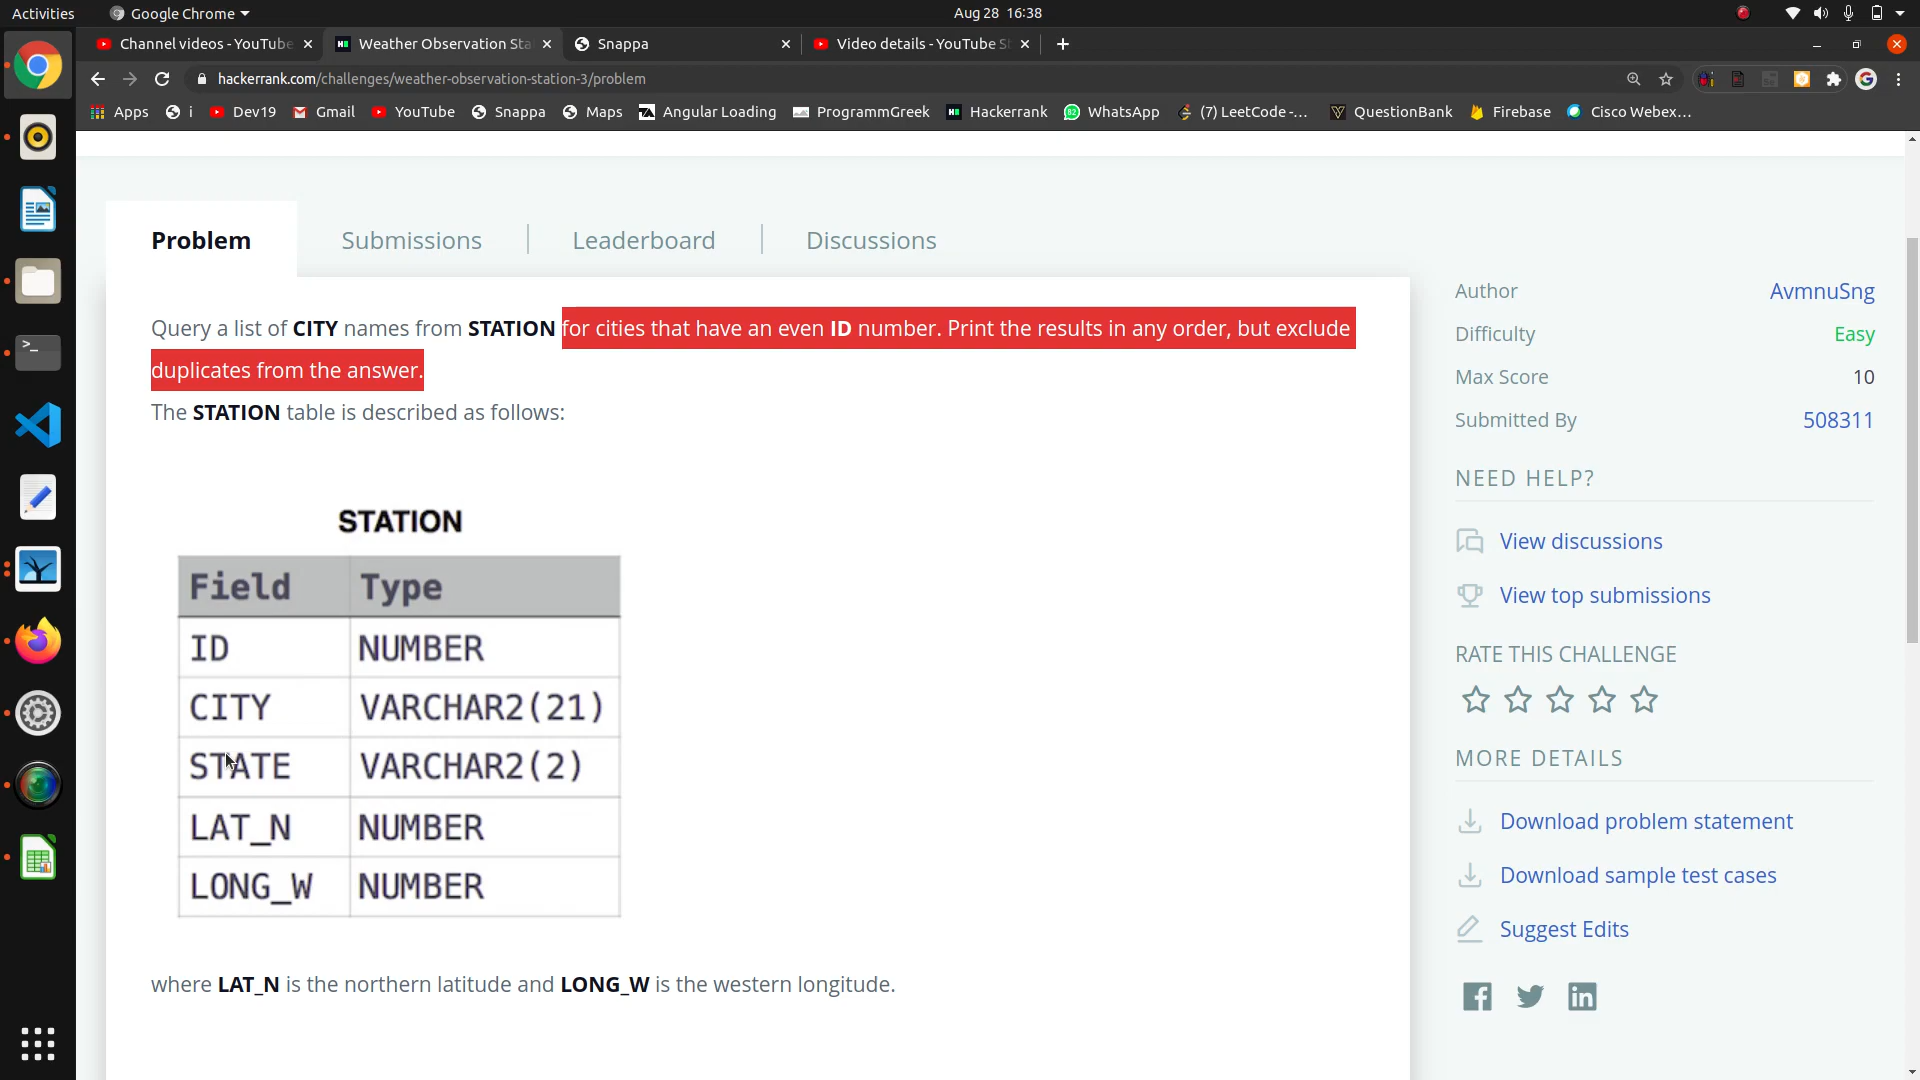 Activities Google Chrome Aug 28 16:38
Channel videos - YouTube Weather Observation Sta Snappa Video details - YouTube S
hackerrank.com/challenges/weather-observation-station-3/problem
Apps i Dev19 Gmail YouTube Snappa Maps Angular Loading ProgrammGreek Hackerrank WhatsApp (7) LeetCode -... QuestionBank Firebase Cisco Webex...
Problem Submissions Leaderboard Discussions
Query a list of CITY names from STATION for cities that have an even ID number. Print the results in any order, but exclude
duplicates from the answer.
The STATION table is described as follows:
STATION
Field Type
ID NUMBER
CITY VARCHAR2(21)
STATE VARCHAR2(2)
LAT_N NUMBER
LONG_W NUMBER
where LAT_N is the northern latitude and LONG_W is the western longitude.
Author AvmnuSng
Difficulty Easy
Max Score 10
Submitted By 508311
NEED HELP?
View discussions
View top submissions
RATE THIS CHALLENGE
MORE DETAILS
Download problem statement
Download sample test cases
Suggest Edits